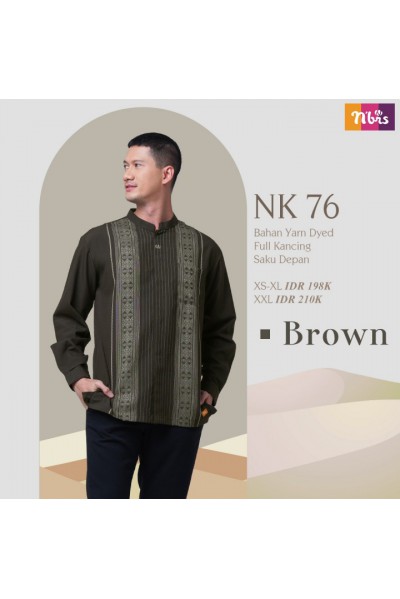 Nbrs
NK 76
Bahan Yarn Dyed
Full Kancing
Saku Depan
XS-XL IDR 198K
XXL IDR 210K
▪ Brown